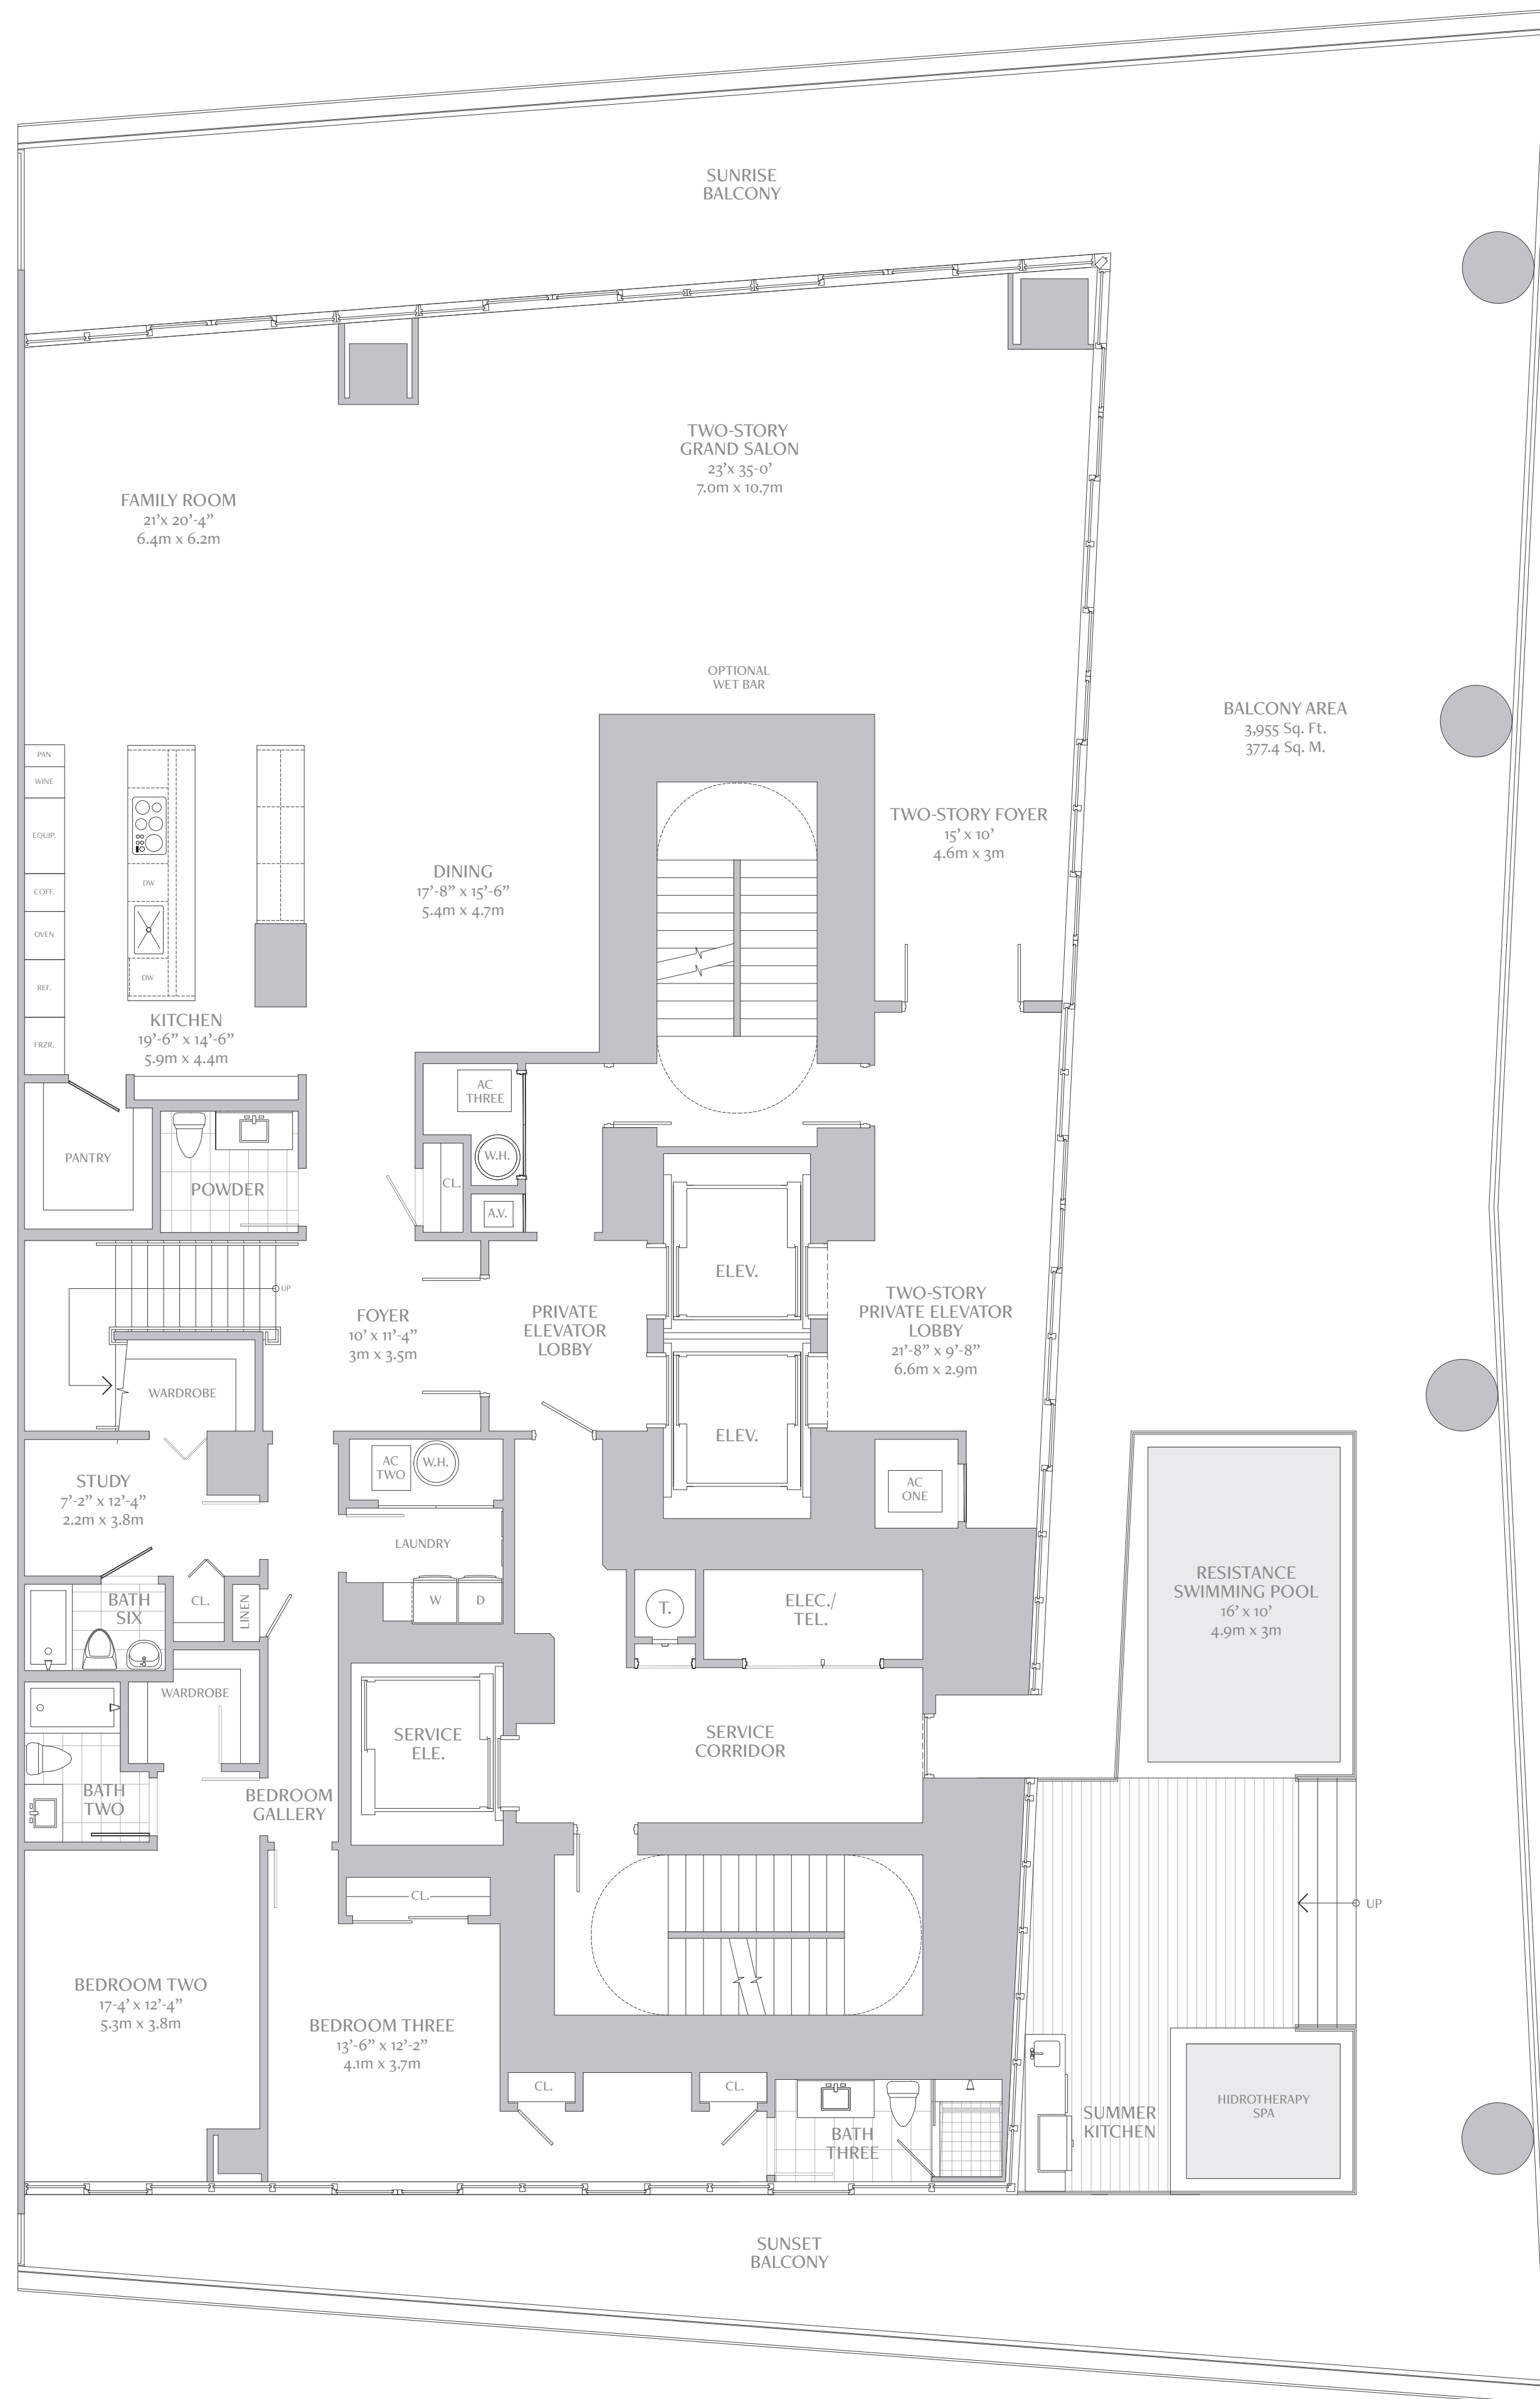 SUNRISE
BALCONY
TWO-STORY
GRAND SALON
23’x 35-0’
7.0m x 10.7m
FAMILY ROOM
21’x 20’-4”
6.4m x 6.2m
OPTIONAL
WET BAR
BALCONY AREA
3,955 Sq. Ft.
377.4 Sq. M.
PAN
WINE
EQUIP.
COFF.
OVEN
REF.
FRZR.
DW
DW
TWO-STORY FOYER
15’ x 10’
4.6m x 3m
DINING
17’-8” x 15’-6”
5.4m x 4.7m
KITCHEN
19’-6” x 14’-6”
5.9m x 4.4m
AC
THREE
W.H.
CL.
A.V.
PANTRY
POWDER
UP
ELEV.
FOYER
10’ x 11’-4”
3m x 3.5m
PRIVATE
ELEVATOR
LOBBY
TWO-STORY
PRIVATE ELEVATOR
LOBBY
21’-8” x 9’-8”
6.6m x 2.9m
WARDROBE
ELEV.
AC
TWO
W.H.
AC
ONE
STUDY
7’-2” x 12’-4”
2.2m x 3.8m
LAUNDRY
RESISTANCE
SWIMMING POOL
16’ x 10’
4.9m x 3m
BATH
SIX
CL.
LINEN
W
D
T.
ELEC./
TEL.
WARDROBE
SERVICE
ELE.
SERVICE
CORRIDOR
BATH
TWO
BEDROOM
GALLERY
CL.
UP
BEDROOM TWO
17-4’ x 12’-4”
5.3m x 3.8m
BEDROOM THREE
13’-6” x 12’-2”
4.1m x 3.7m
CL.
CL.
BATH
THREE
SUMMER
KITCHEN
HIDROTHERAPY
SPA
SUNSET
BALCONY